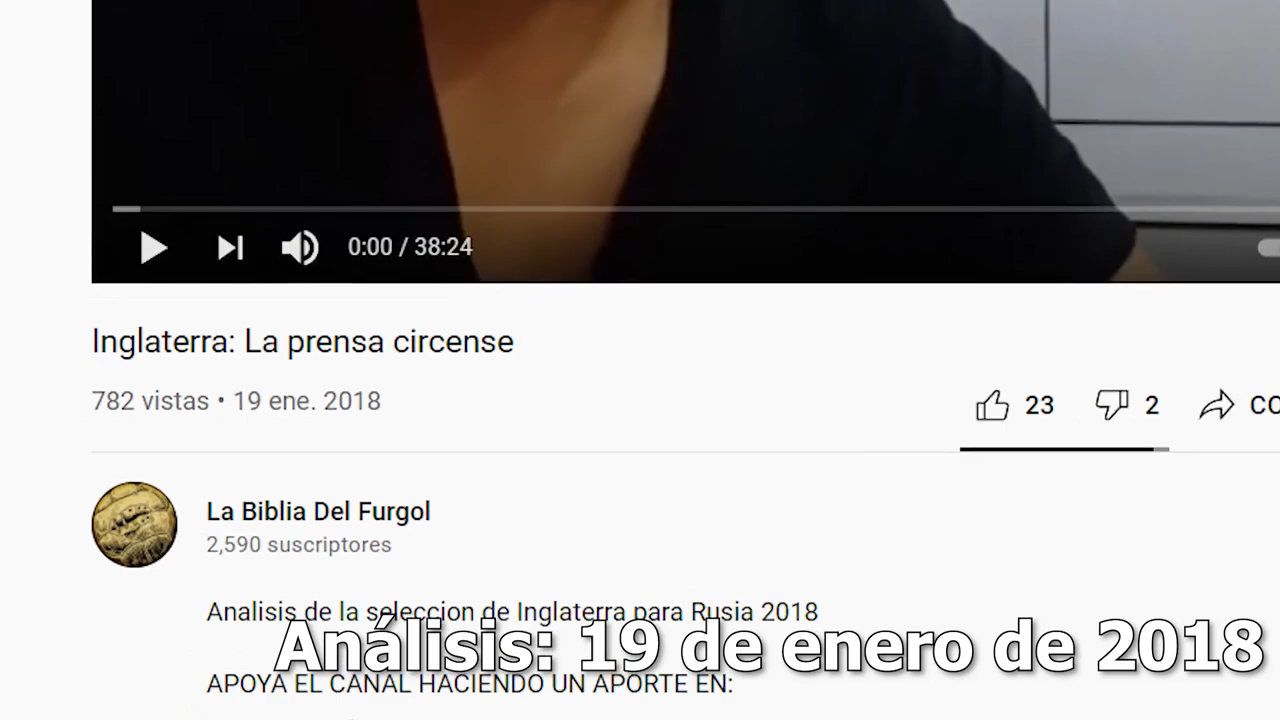 0:00 / 38:24
Inglaterra: La prensa circense
782 vistas • 19 ene. 2018
23
2
CO
La Biblia Del Furgol
2,590 suscriptores
Analisis de la seleccion de Inglaterra para Rusia 2018
Análisis: 19 de enero de 2018
APOYA EL CANAL HACIENDO UN APORTE EN: